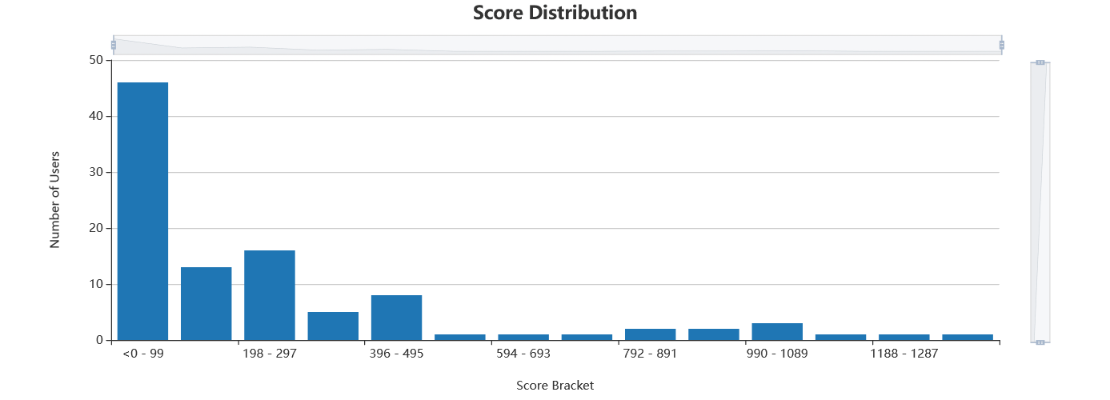 Score Distribution
50
40
30
20
10
0
Number of Users
<0 - 99
198 - 297
396 - 495
594 - 693
792 - 891
990 - 1089
1188 - 1287
Score Bracket